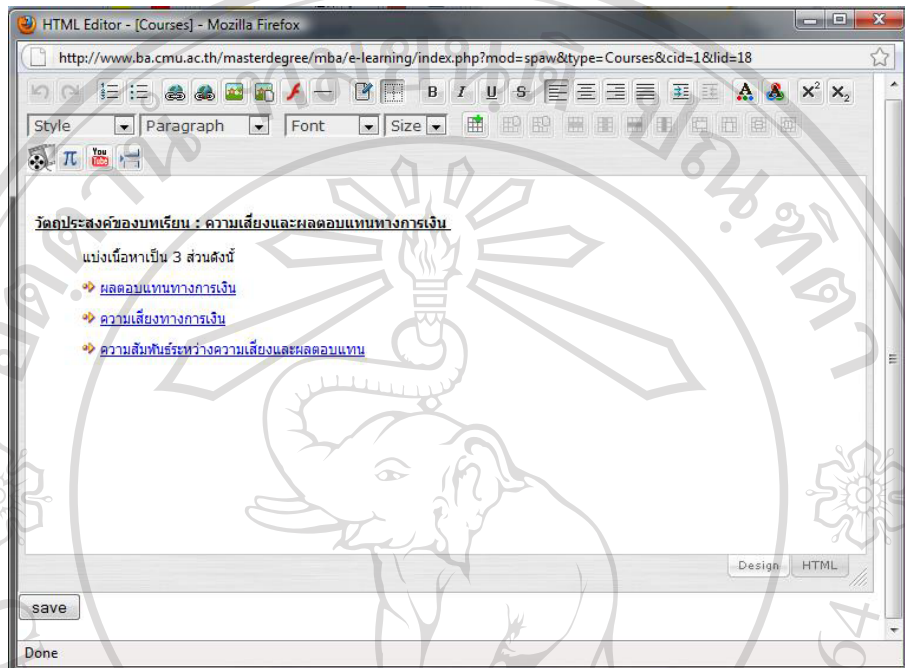 HTML Editor - [Courses] - Mozilla Firefox
http://www.ba.cmu.ac.th/masterdegree/mba/e-learning/index.php?mod=spaw&type=Courses&cid=1&lid=18
B I U S A A x² x₂
Style Paragraph Font Size
π You Tube
วัตถุประสงค์ของบทเรียน : ความเสี่ยงและผลตอบแทนทางการเงิน
แบ่งเนื้อหาเป็น 3 ส่วนดังนี้
ผลตอบแทนทางการเงิน
ความเสี่ยงทางการเงิน
ความสัมพันธ์ระหว่างความเสี่ยงและผลตอบแทน
Design HTML
save
Done